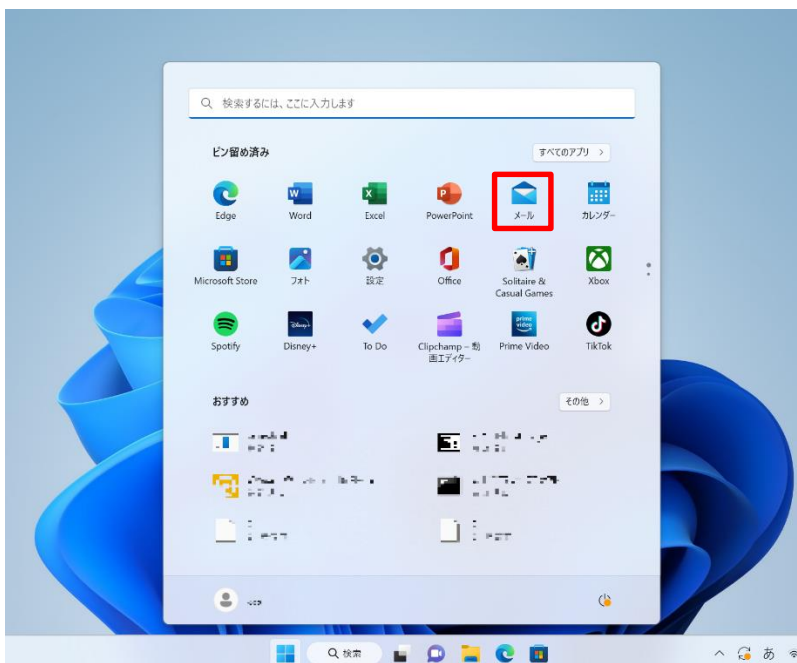 検索するには、ここに入力します
ピン留め済み
すべてのアプリ
Edge
Word
Excel
PowerPoint
メール
カレンダー
Microsoft Store
フォト
設定
Office
Solitaire &
Casual Games
Xbox
Spotify
Disney+
To Do
Clipchamp – 動
画エディター
Prime Video
TikTok
おすすめ
その他
検索
あ